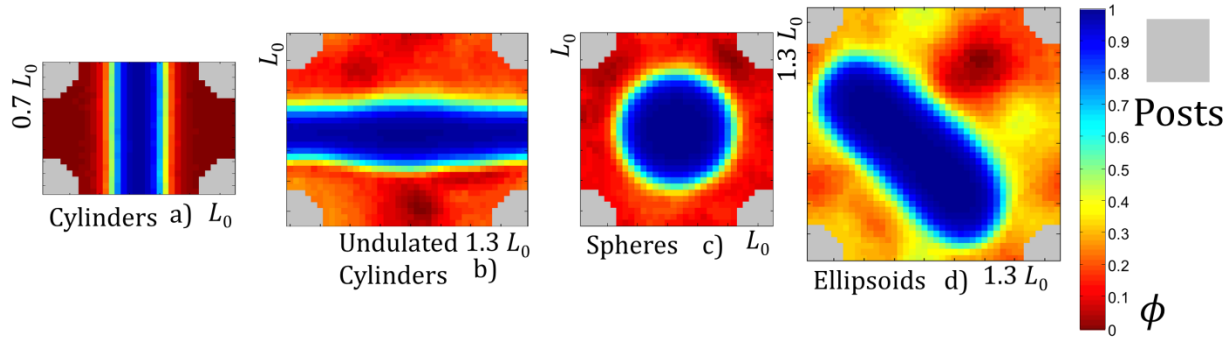 0.7 L₀
Cylinders a) L₀
L₀
Undulated 1.3 L₀
Cylinders b)
L₀
Spheres c) L₀
1.3 L₀
Ellipsoids d) 1.3 L₀
1
0.9
0.8
0.7
0.6
0.5
0.4
0.3
0.2
0.1
0
Posts
ϕ